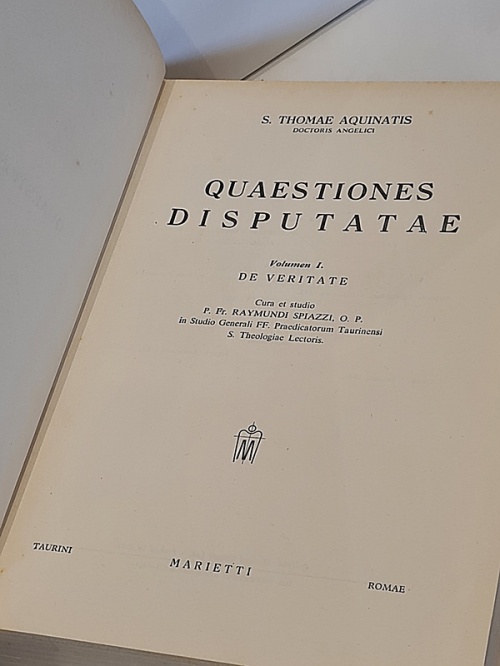 S. THOMAE AQUINATIS
DOCTORIS ANGELICI
QUAESTIONES
DISPUTATAE
Volumen I.
DE VERITATE
Cura et studio
P. Fr. RAYMUNDI SPIAZZI, O. P.
in Studio Generali FF. Praedicatorum Taurinensi
S. Theologiae Lectoris.
M
TAURINI MARIETTI ROMAE